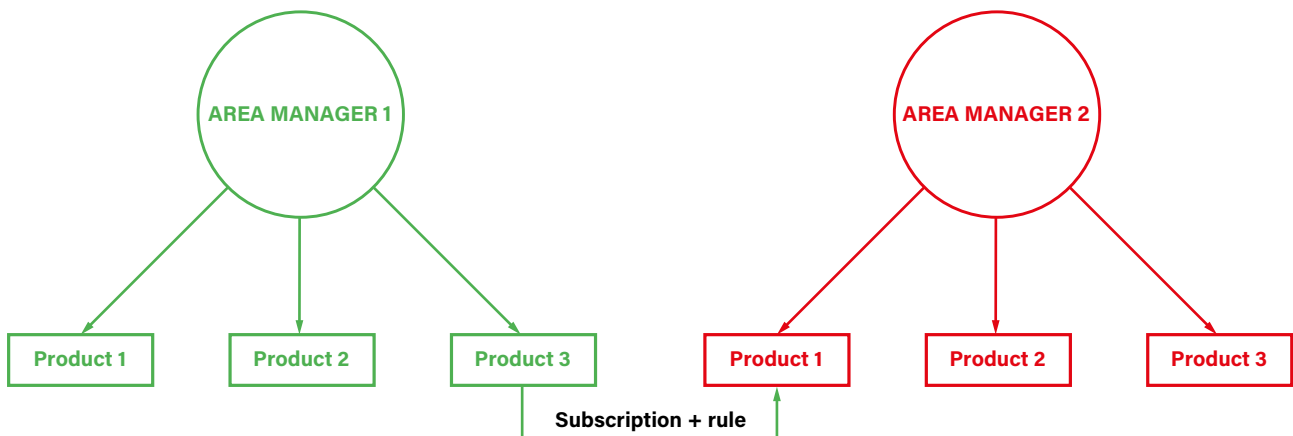 AREA MANAGER 1
AREA MANAGER 2
Product 1
Product 2
Product 3
Product 1
Product 2
Product 3
Subscription + rule